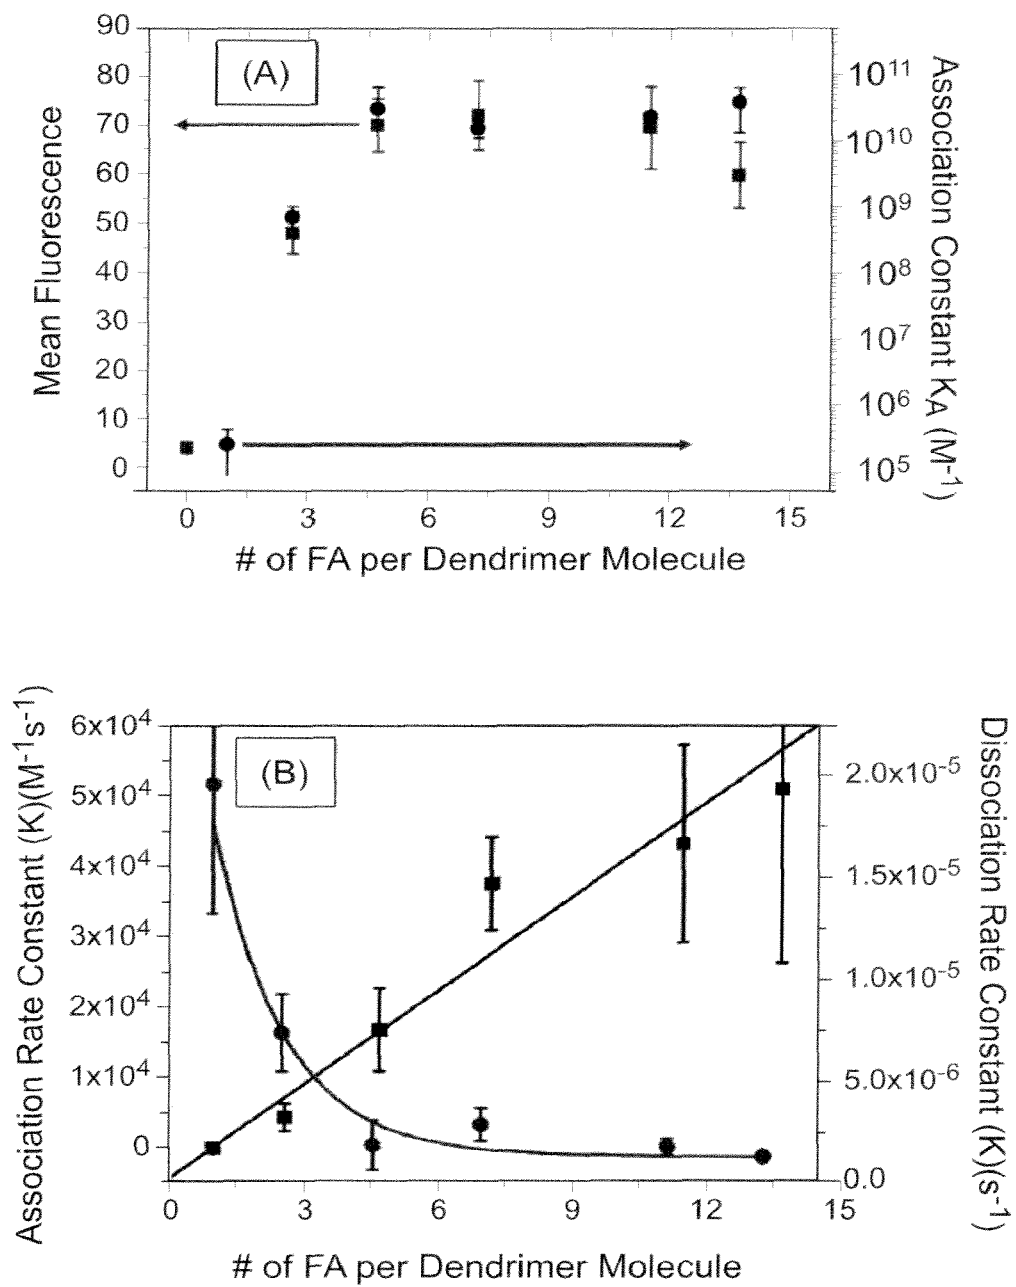 (A)
Mean Fluorescence
90
80
70
60
50
40
30
20
10
0
Association Constant K_A (M⁻¹)
10¹¹
10¹⁰
10⁹
10⁸
10⁷
10⁶
10⁵
0 3 6 9 12 15
# of FA per Dendrimer Molecule
(B)
Association Rate Constant (K)(M⁻¹s⁻¹)
6x10⁴
5x10⁴
4x10⁴
3x10⁴
2x10⁴
1x10⁴
0
Dissociation Rate Constant (K)(s⁻¹)
2.0x10⁻⁵
1.5x10⁻⁵
1.0x10⁻⁵
5.0x10⁻⁶
0.0
0 3 6 9 12 15
# of FA per Dendrimer Molecule